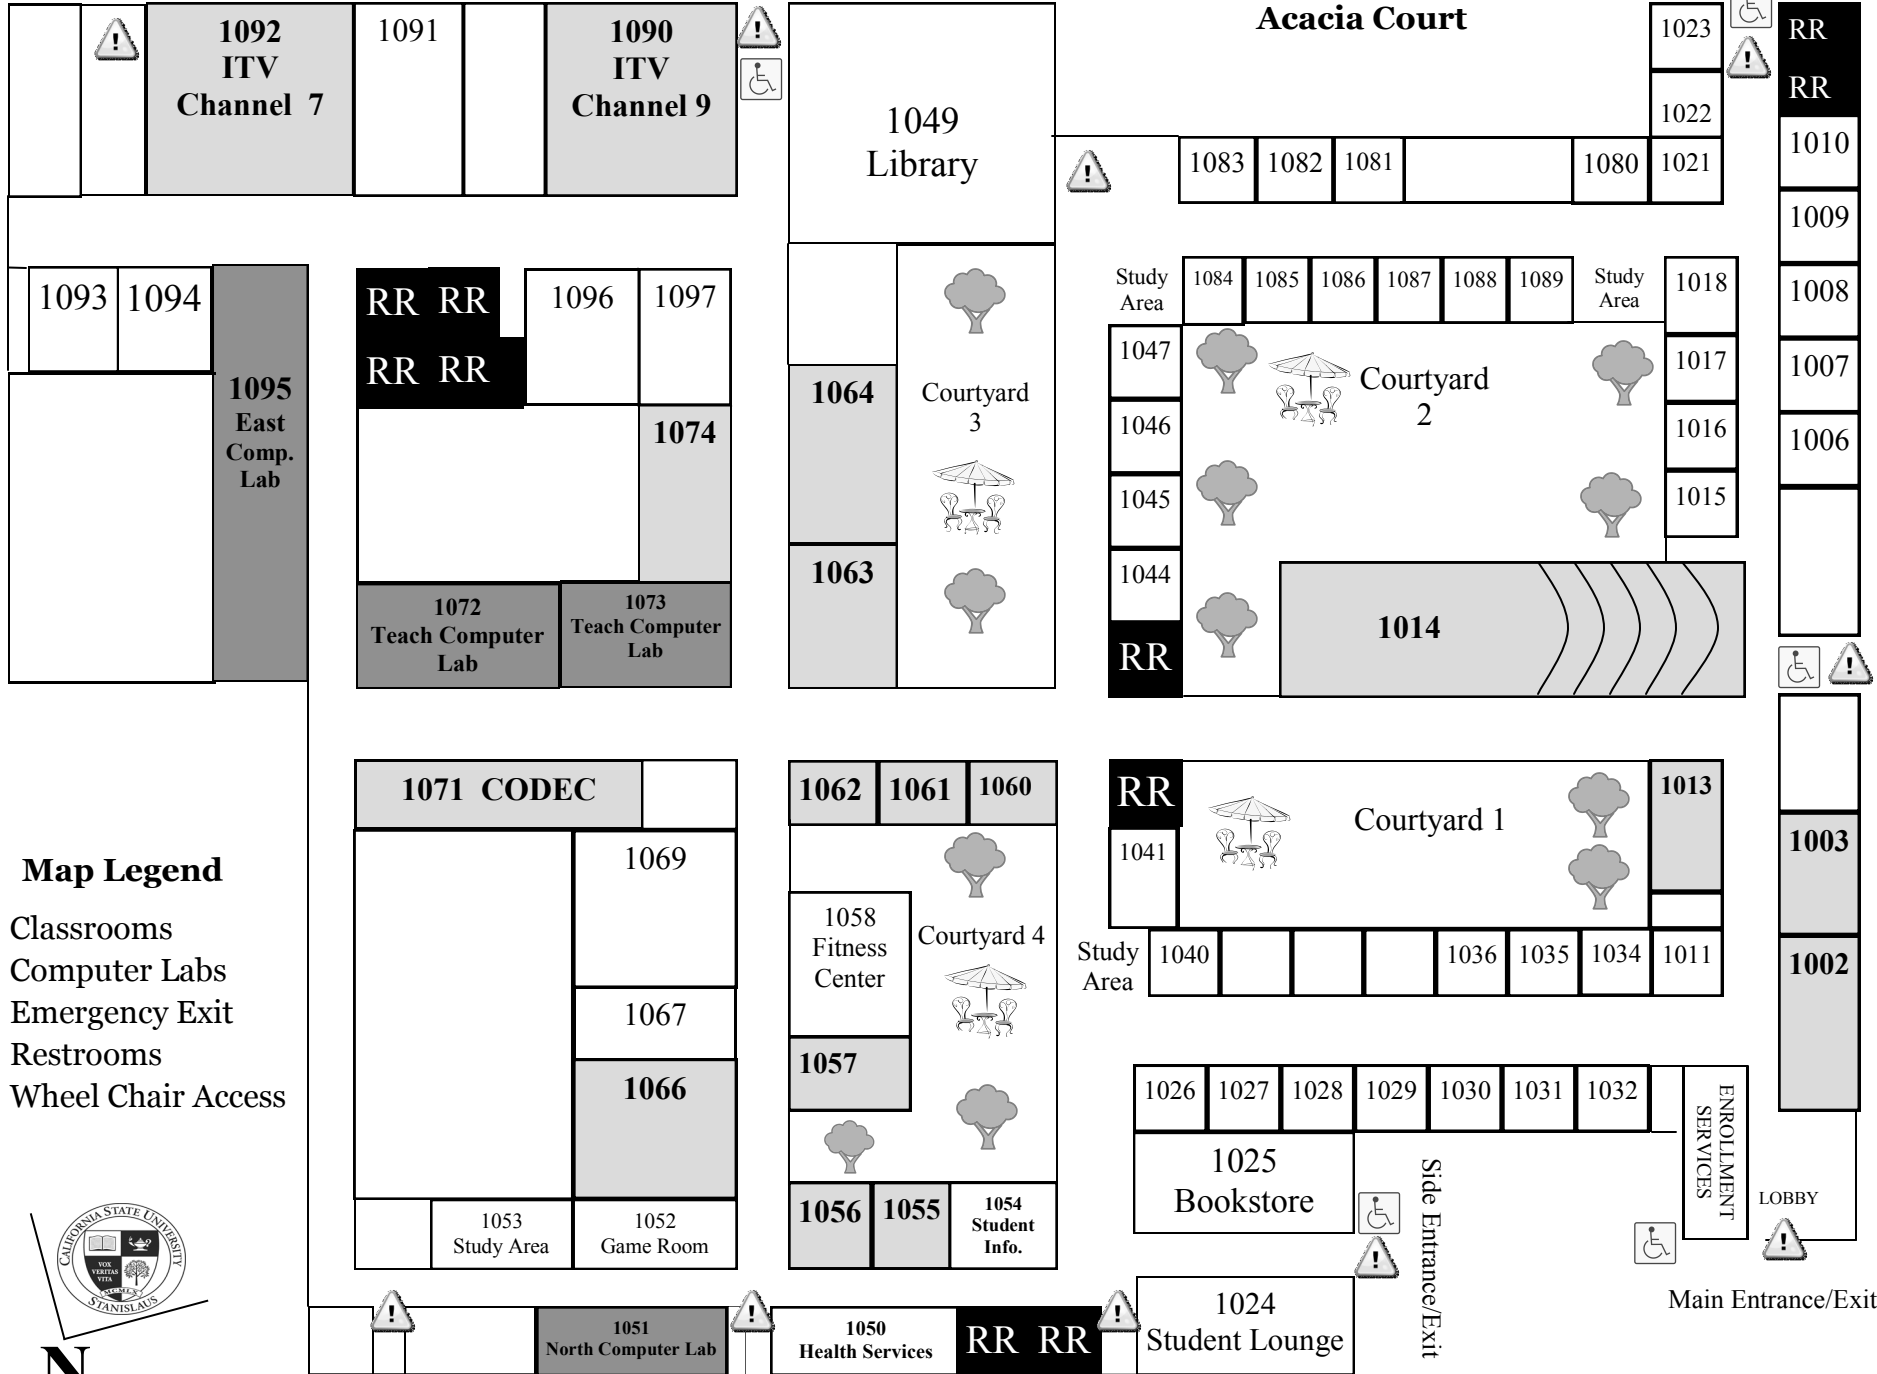 Acacia Court
1092
ITV
Channel 7
1091
1090
ITV
Channel 9
1049
Library
1023
1022
1083
1082
1081
1080
1021
RR
RR
1010
1009
1008
1007
1006
1093
1094
1095
East
Comp.
Lab
RR RR
RR RR
1096
1097
1074
1072
Teach Computer
Lab
1073
Teach Computer
Lab
1064
1063
Courtyard
3
Study
Area
1084
1085
1086
1087
1088
1089
Study
Area
1018
1017
1016
1015
1047
1046
1045
1044
RR
Courtyard
2
1014
1071 CODEC
1069
1067
1066
1053
Study Area
1052
Game Room
1062
1061
1060
1058
Fitness
Center
Courtyard 4
1057
1056
1055
1054
Student
Info.
RR
1041
Courtyard 1
1013
Study
Area
1040
1036
1035
1034
1011
1003
1002
1026
1027
1028
1029
1030
1031
1032
1025
Bookstore
Side Entrance/Exit
ENROLLMENT
SERVICES
LOBBY
Main Entrance/Exit
1024
Student Lounge
1051
North Computer Lab
1050
Health Services
RR RR
Map Legend
Classrooms
Computer Labs
Emergency Exit
Restrooms
Wheel Chair Access
CALIFORNIA STATE UNIVERSITY
VOX
VERITAS
VITA
MCMLX
STANISLAUS
N